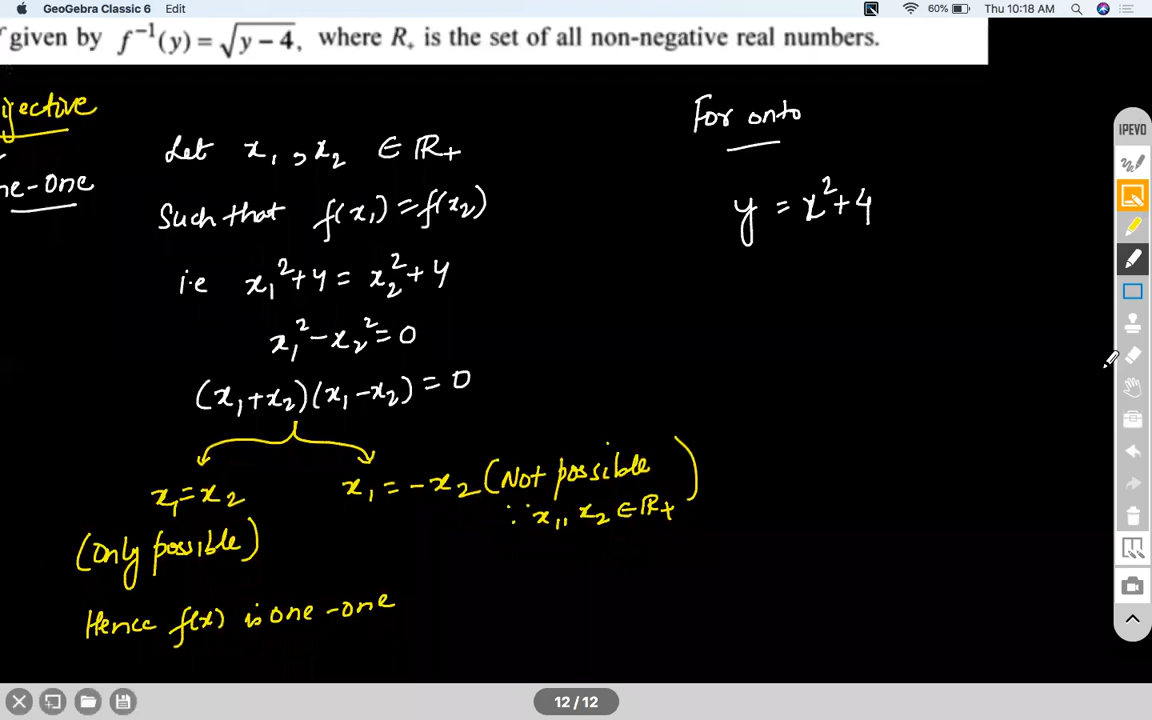 GeoGebra Classic 6 Edit 60% Thu 10:18 AM
given by f⁻¹(y) = √y − 4, where R₊ is the set of all non-negative real numbers.
jective
ne-One
Let x₁, x₂ ∈ R₊
Such that f(x₁) = f(x₂)
i.e x₁² + 4 = x₂² + 4
x₁² − x₂² = 0
(x₁ + x₂)(x₁ − x₂) = 0
x₁ = x₂ x₁ = −x₂ (Not possible
∵ x₁, x₂ ∈ R₊)
(Only possible)
Hence f(x) is one-one
For onto
y = x² + 4
IPEVO
12/12